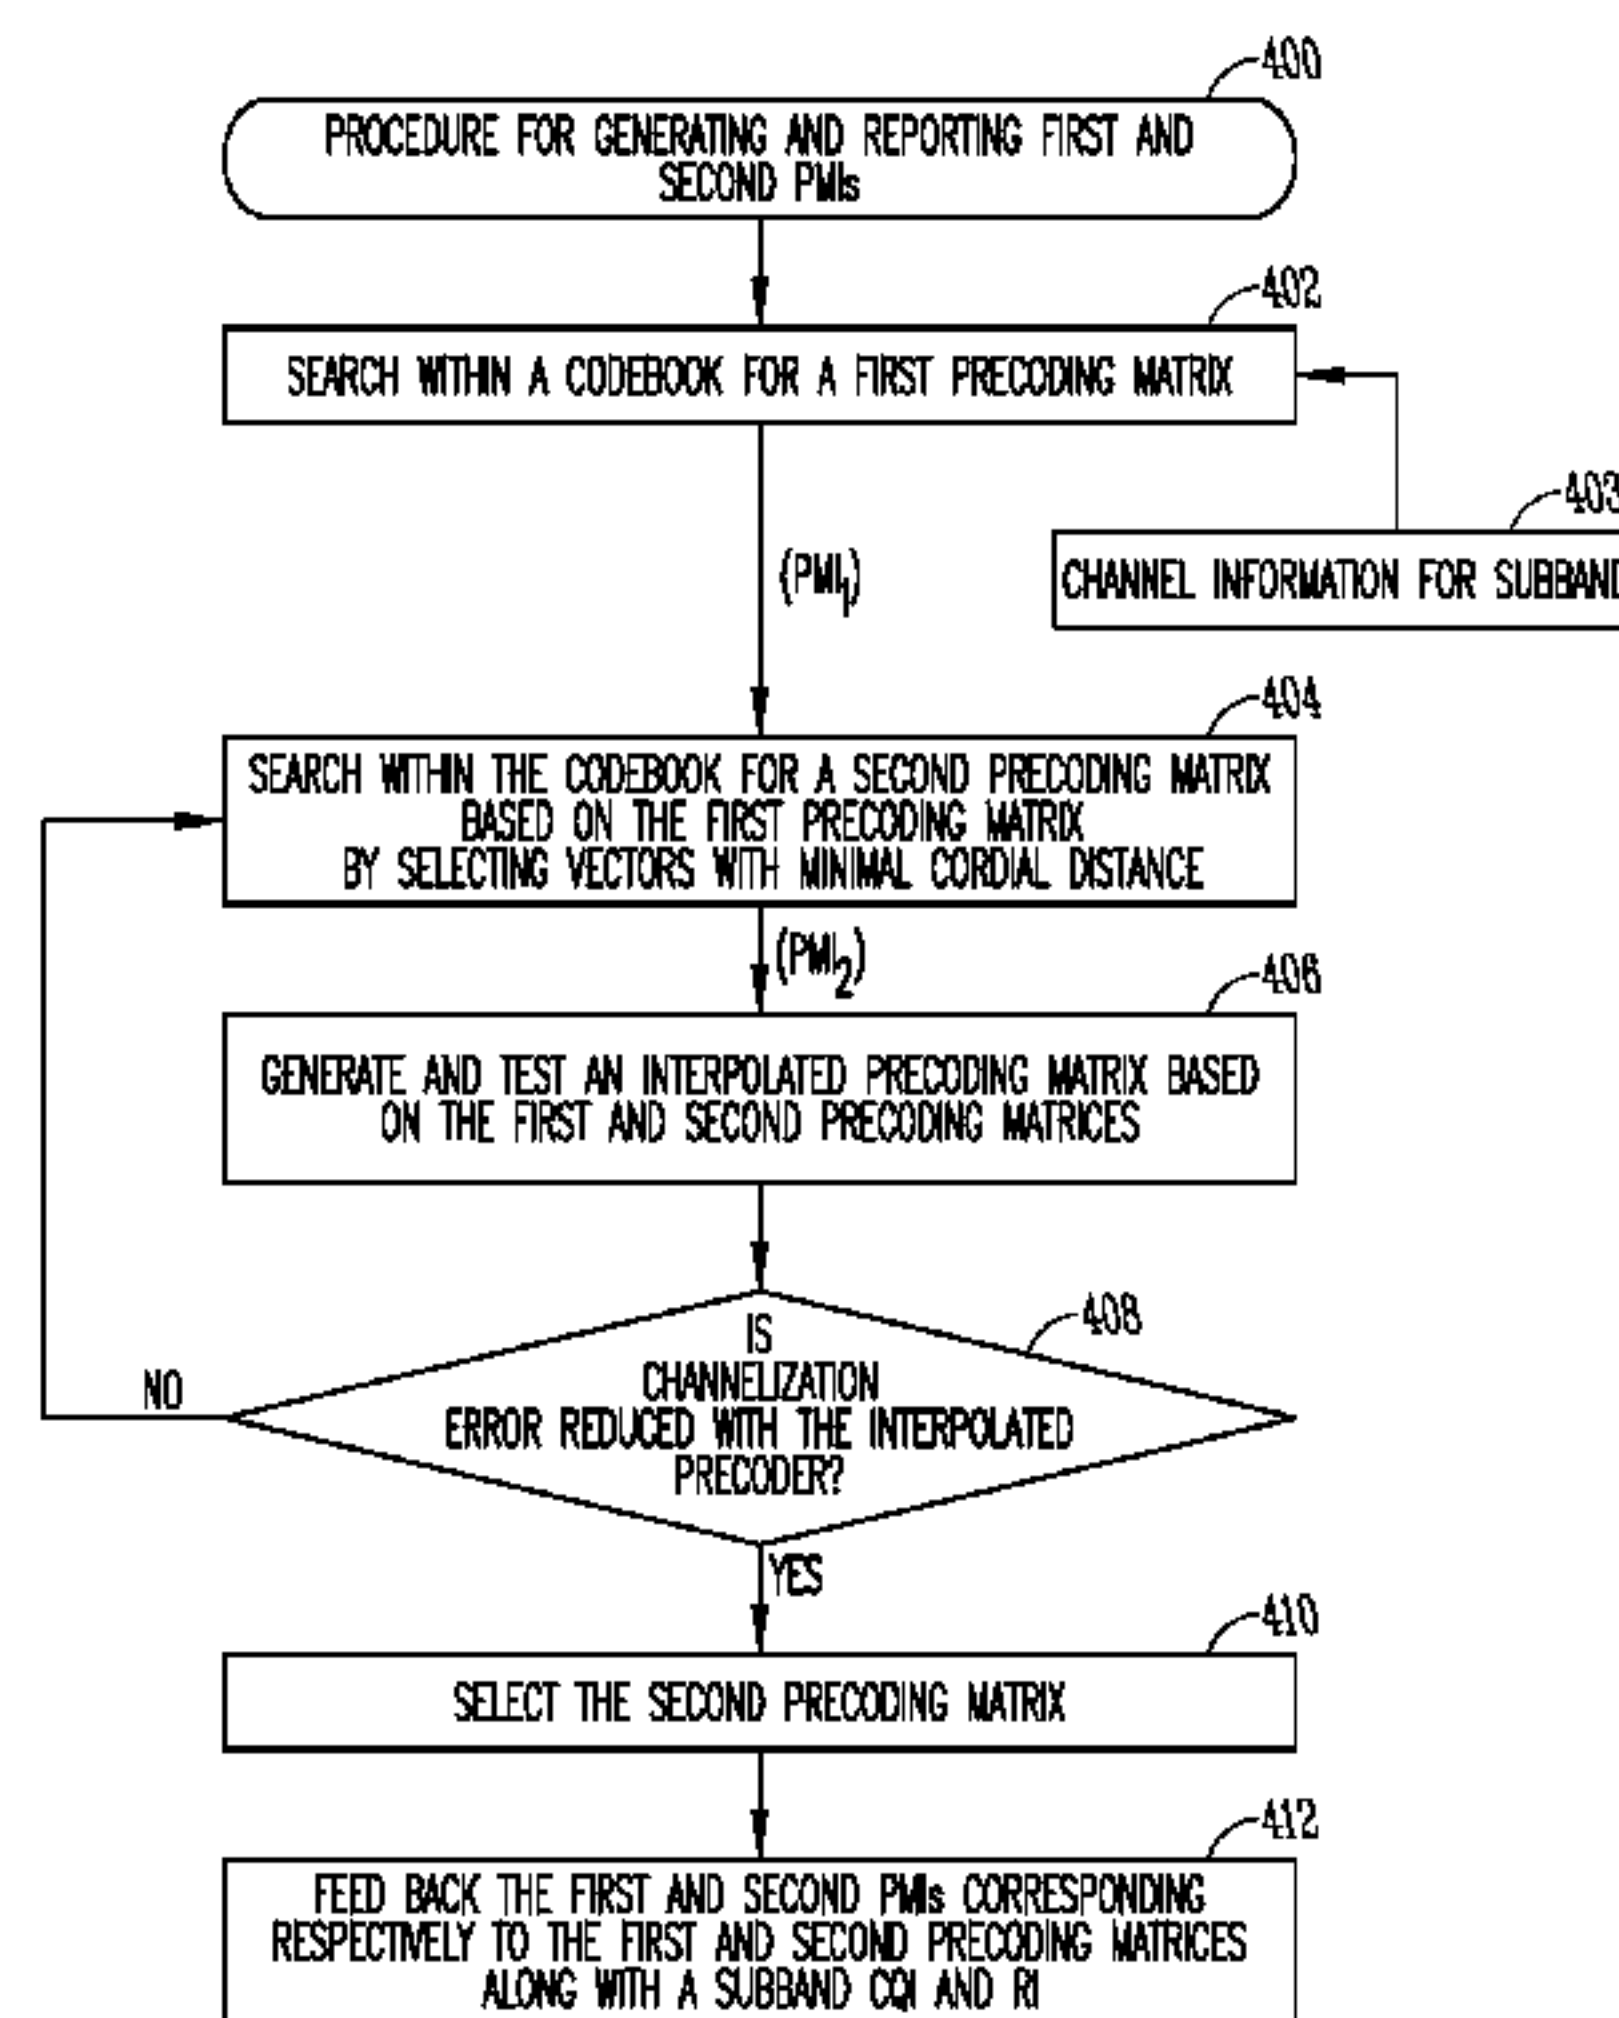 400
PROCEDURE FOR GENERATING AND REPORTING FIRST AND
SECOND PMIs
402
SEARCH WITHIN A CODEBOOK FOR A FIRST PRECODING MATRIX
403
CHANNEL INFORMATION FOR SUBBAND
(PMI1)
404
SEARCH WITHIN THE CODEBOOK FOR A SECOND PRECODING MATRIX
BASED ON THE FIRST PRECODING MATRIX
BY SELECTING VECTORS WITH MINIMAL CORDIAL DISTANCE
(PMI2)
406
GENERATE AND TEST AN INTERPOLATED PRECODING MATRIX BASED
ON THE FIRST AND SECOND PRECODING MATRICES
408
IS
CHANNELIZATION
ERROR REDUCED WITH THE INTERPOLATED
PRECODER?
NO
YES
410
SELECT THE SECOND PRECODING MATRIX
412
FEED BACK THE FIRST AND SECOND PMIs CORRESPONDING
RESPECTIVELY TO THE FIRST AND SECOND PRECODING MATRICES
ALONG WITH A SUBBAND CQI AND RI